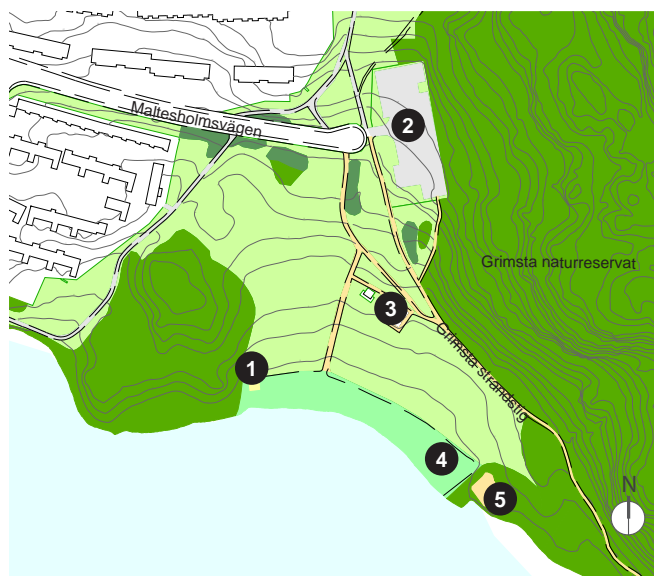 Maltesholmsvägen
2
Grimsta naturreservat
3
Grimsta strandstig
1
4
5
N